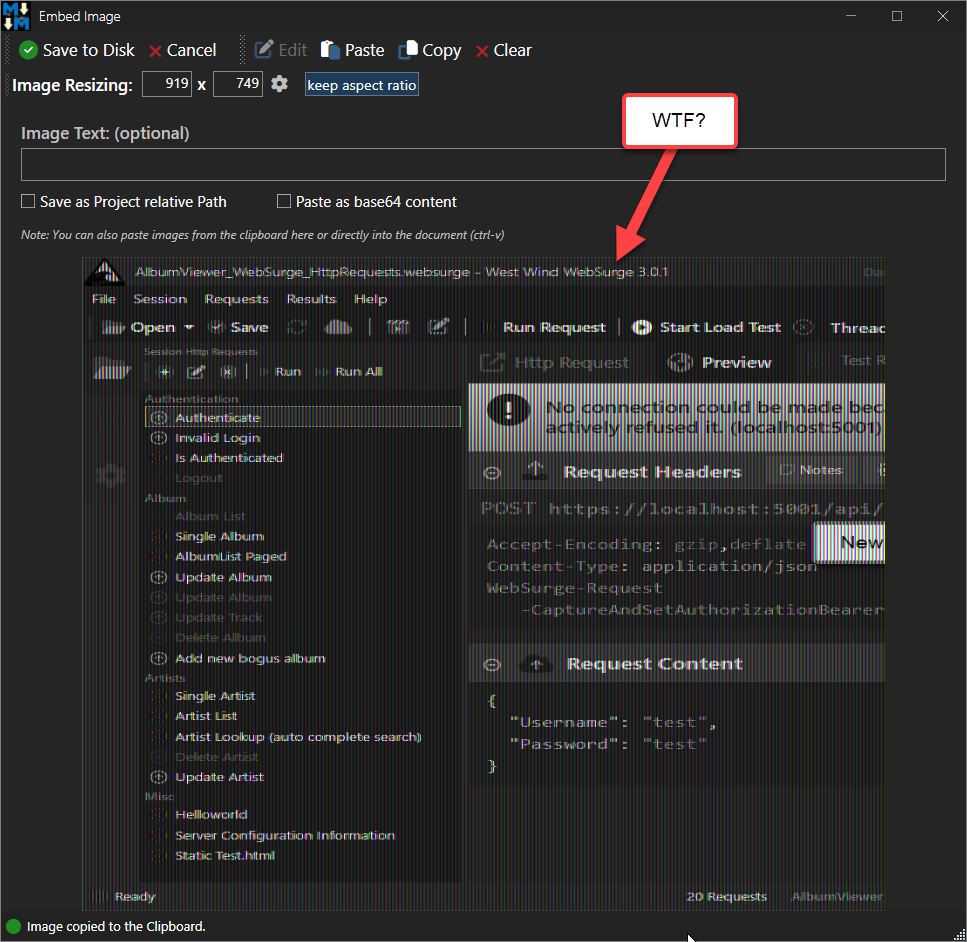 Embed Image
Save to Disk Cancel Edit Paste Copy Clear
Image Resizing: 919 x 749 keep aspect ratio
WTF?
Image Text: (optional)
Save as Project relative Path Paste as base64 content
Note: You can also paste images from the clipboard here or directly into the document (ctrl-v)
AlbumViewer_WebSurge_HttpRequests.websurge - West Wind WebSurge 3.0.1
File Session Requests Results Help
Open Save Run Request Start Load Test Threac
Session Http Requests
Run Run All
Http Request Preview Test R
Authentication
Authenticate
Invalid Login
Is Authenticated
Logout
Album
Album List
Single Album
AlbumList Paged
Update Album
Update Album
Update Track
Delete Album
Add new bogus album
Artists
Single Artist
Artist List
Artist Lookup (auto complete search)
Delete Artist
Update Artist
Misc
Helloworld
Server Configuration Information
Static Test.html
No connection could be made bec
actively refused it. (localhost:5001)
Request Headers Notes
POST https://localhost:5001/api/
Accept-Encoding: gzip,deflate
New
Content-Type: application/json
WebSurge-Request
-CaptureAndSetAuthorizationBearer
Request Content
{
"Username": "test",
"Password": "test"
}
Ready 20 Requests AlbumViewer
Image copied to the Clipboard.